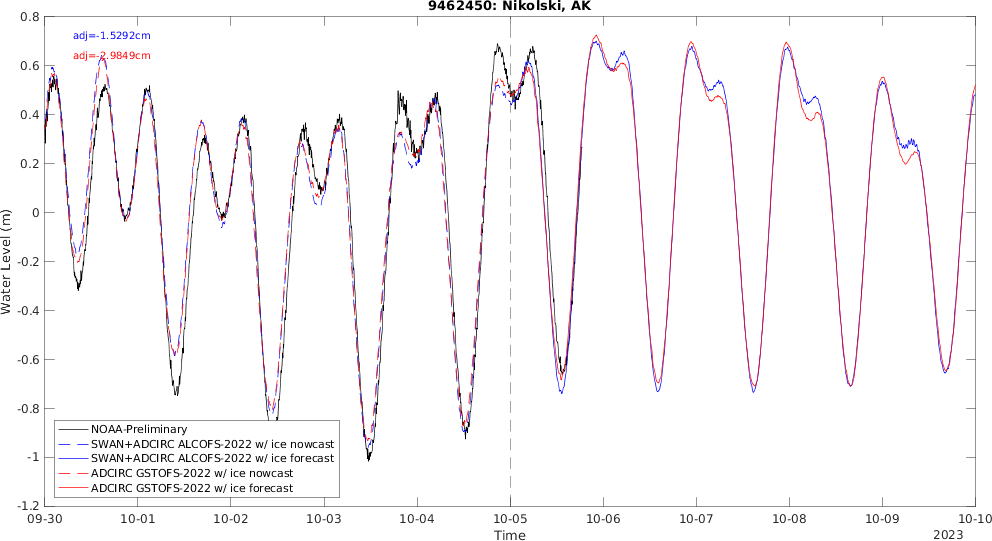 9462450: Nikolski, AK
adj=-1.5292cm
adj=-2.9849cm
Water Level (m)
0.8
0.6
0.4
0.2
0
-0.2
-0.4
-0.6
-0.8
-1
-1.2
NOAA-Preliminary
SWAN+ADCIRC ALCOFS-2022 w/ ice nowcast
SWAN+ADCIRC ALCOFS-2022 w/ ice forecast
ADCIRC GSTOFS-2022 w/ ice nowcast
ADCIRC GSTOFS-2022 w/ ice forecast
09-30 10-01 10-02 10-03 10-04 10-05 10-06 10-07 10-08 10-09 10-10
Time
2023